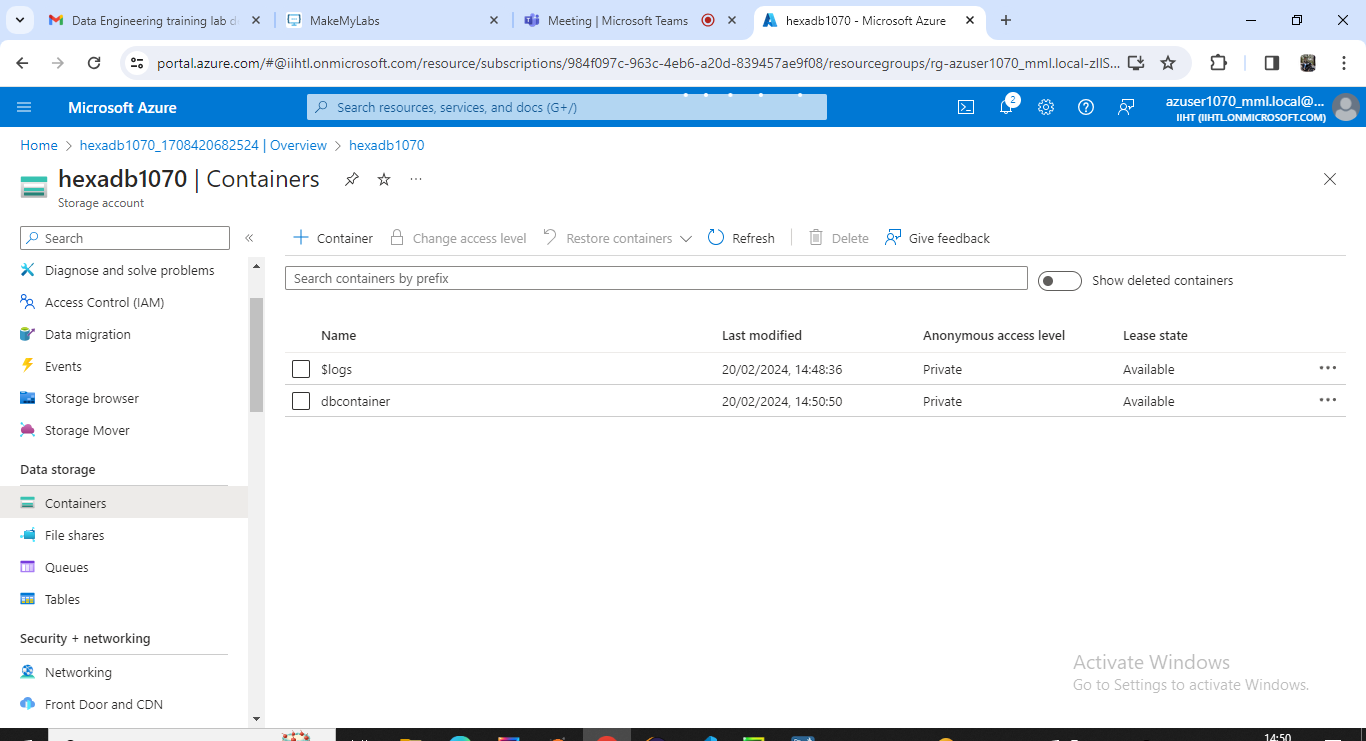 Data Engineering training lab d
MakeMyLabs
Meeting | Microsoft Teams
hexadb1070 - Microsoft Azure
portal.azure.com/#@iihtl.onmicrosoft.com/resource/subscriptions/984f097c-963c-4eb6-a20d-839457ae9f08/resourcegroups/rg-azuser1070_mml.local-zllS...
Microsoft Azure
Search resources, services, and docs (G+/)
2
azuser1070_mml.local@...
IIHT (IIHTL.ONMICROSOFT.COM)
Home > hexadb1070_1708420682524 | Overview > hexadb1070
hexadb1070 | Containers
Storage account
Search
Diagnose and solve problems
Access Control (IAM)
Data migration
Events
Storage browser
Storage Mover
Data storage
Containers
File shares
Queues
Tables
Security + networking
Networking
Front Door and CDN
Container
Change access level
Restore containers
Refresh
Delete
Give feedback
Search containers by prefix
Show deleted containers
Name Last modified Anonymous access level Lease state
$logs 20/02/2024, 14:48:36 Private Available
dbcontainer 20/02/2024, 14:50:50 Private Available
Activate Windows
Go to Settings to activate Windows.
14:50